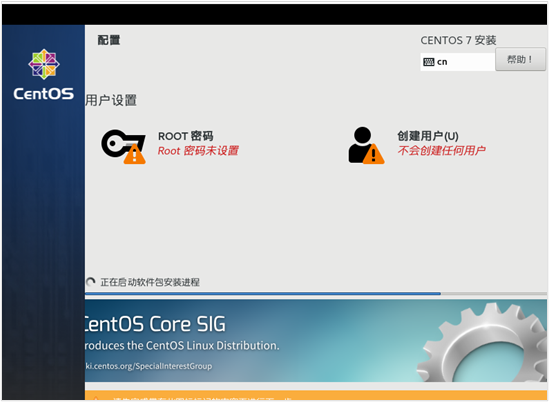 配置
CENTOS 7 安装
cn
帮助！
CentOS
用户设置
ROOT 密码
Root 密码未设置
创建用户(U)
不会创建任何用户
正在启动软件包安装进程
CentOS Core SIG
roduces the CentOS Linux Distribution.
ki.centos.org/SpecialInterestGroup